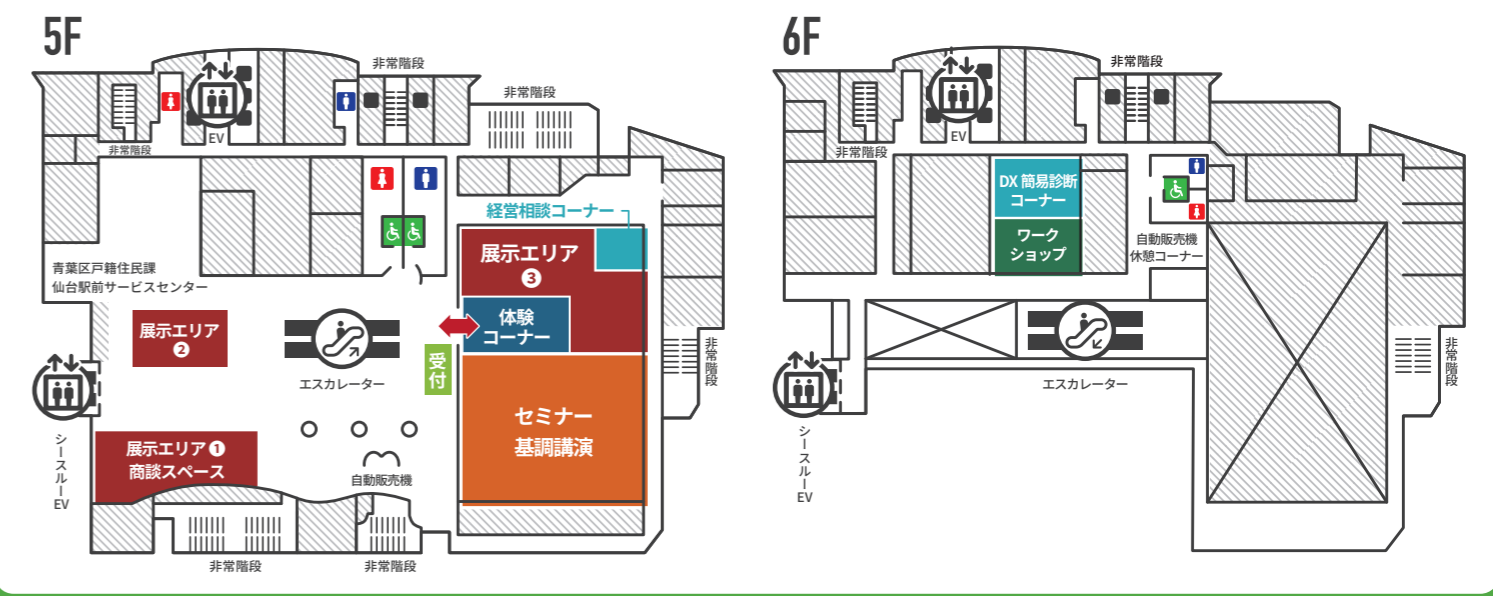 5F
非常階段
非常階段
EV
非常階段
経営相談コーナー
展示エリア
❸
青葉区戸籍住民課
仙台駅前サービスセンター
体験
コーナー
展示エリア
❷
受付
エスカレーター
非常階段
セミナー
基調講演
展示エリア❶
商談スペース
シースルーEV
自動販売機
非常階段
非常階段
6F
非常階段
EV
非常階段
DX 簡易診断
コーナー
ワーク
ショップ
自動販売機
休憩コーナー
エスカレーター
非常階段
シースルーEV